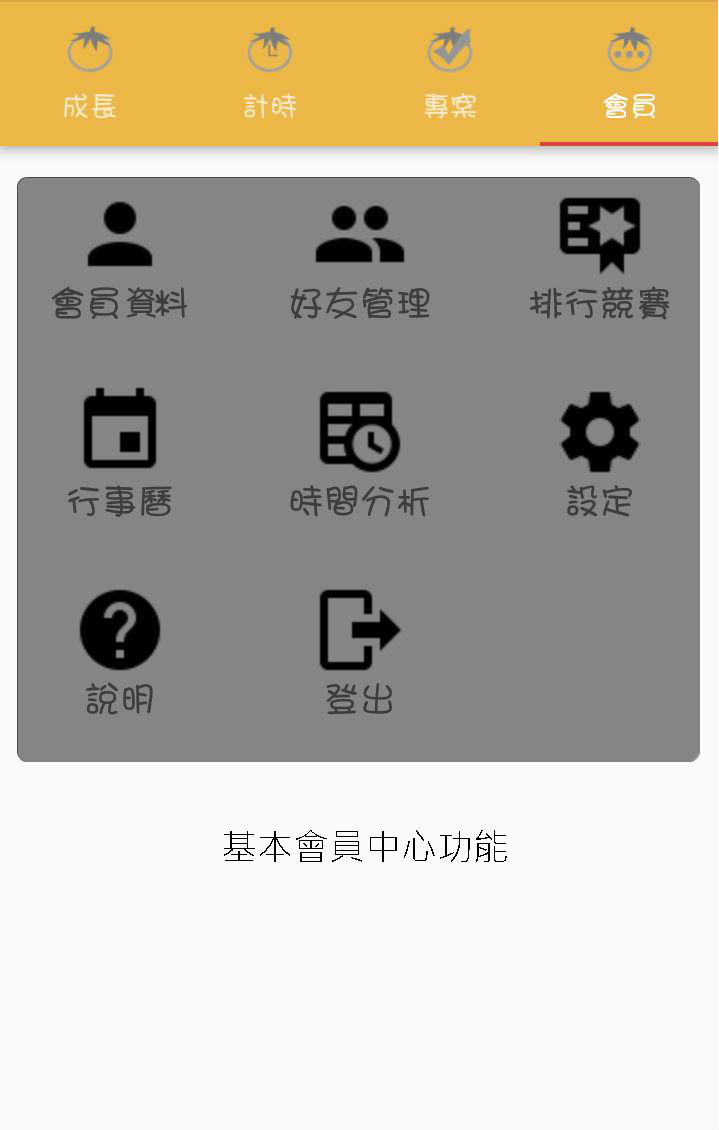 成長 計時 專案 會員
會員資料 好友管理 排行競賽
行事曆 時間分析 設定
說明 登出
基本會員中心功能